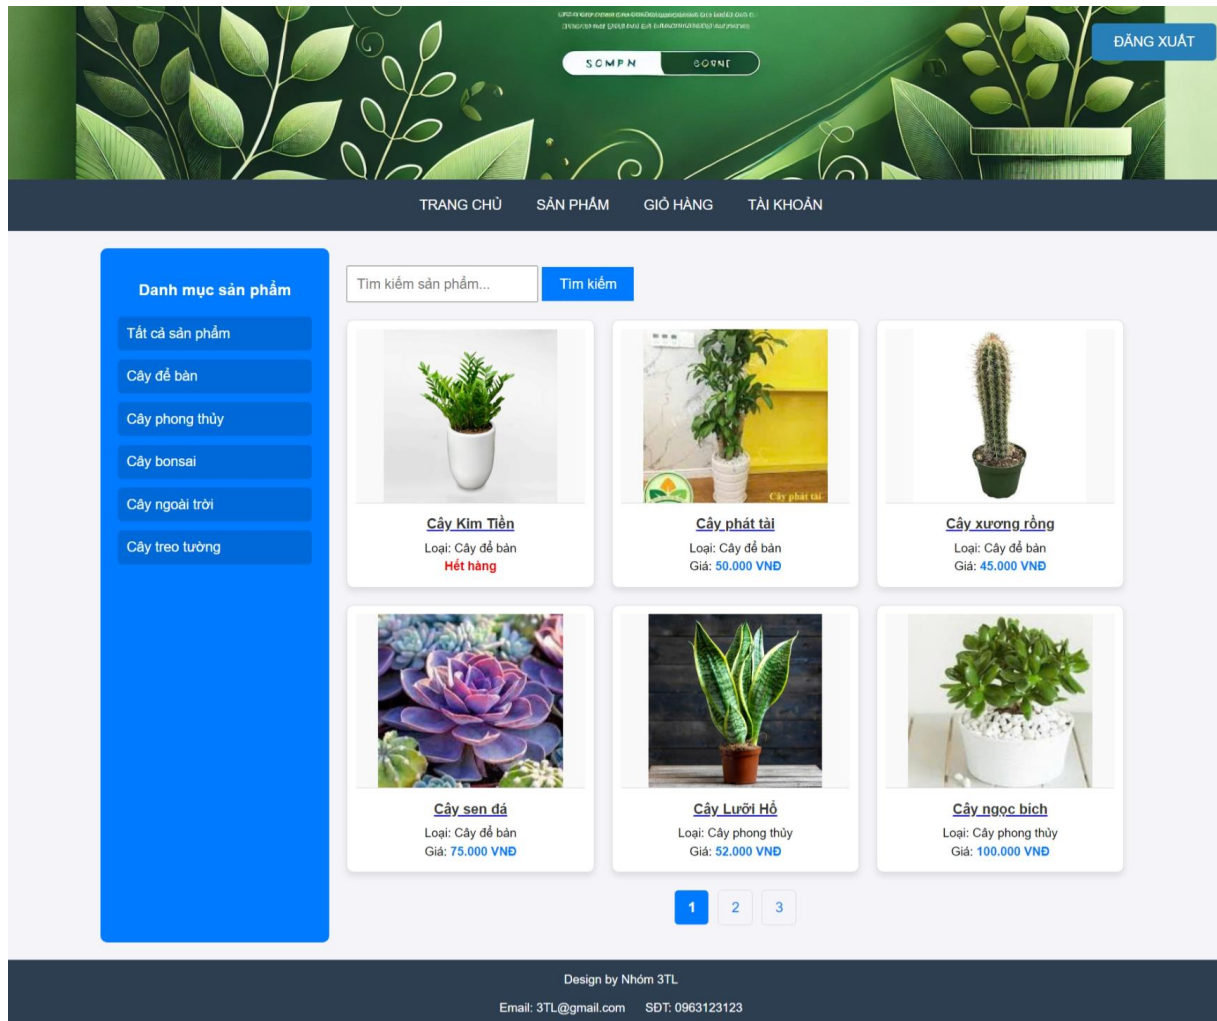 SOMPN
ĐĂNG XUẤT
TRANG CHỦ SẢN PHẨM GIỎ HÀNG TÀI KHOẢN
Danh mục sản phẩm
Tất cả sản phẩm
Cây để bàn
Cây phong thủy
Cây bonsai
Cây ngoài trời
Cây treo tường
Tìm kiếm sản phẩm... Tìm kiếm
Cây phát tài
Cây Kim Tiền
Loại: Cây để bàn
Hết hàng
Cây phát tài
Loại: Cây để bàn
Giá: 50.000 VNĐ
Cây xương rồng
Loại: Cây để bàn
Giá: 45.000 VNĐ
Cây sen đá
Loại: Cây để bàn
Giá: 75.000 VNĐ
Cây Lưỡi Hổ
Loại: Cây phong thủy
Giá: 52.000 VNĐ
Cây ngọc bích
Loại: Cây phong thủy
Giá: 100.000 VNĐ
1 2 3
Design by Nhóm 3TL
Email: 3TL@gmail.com SĐT: 0963123123